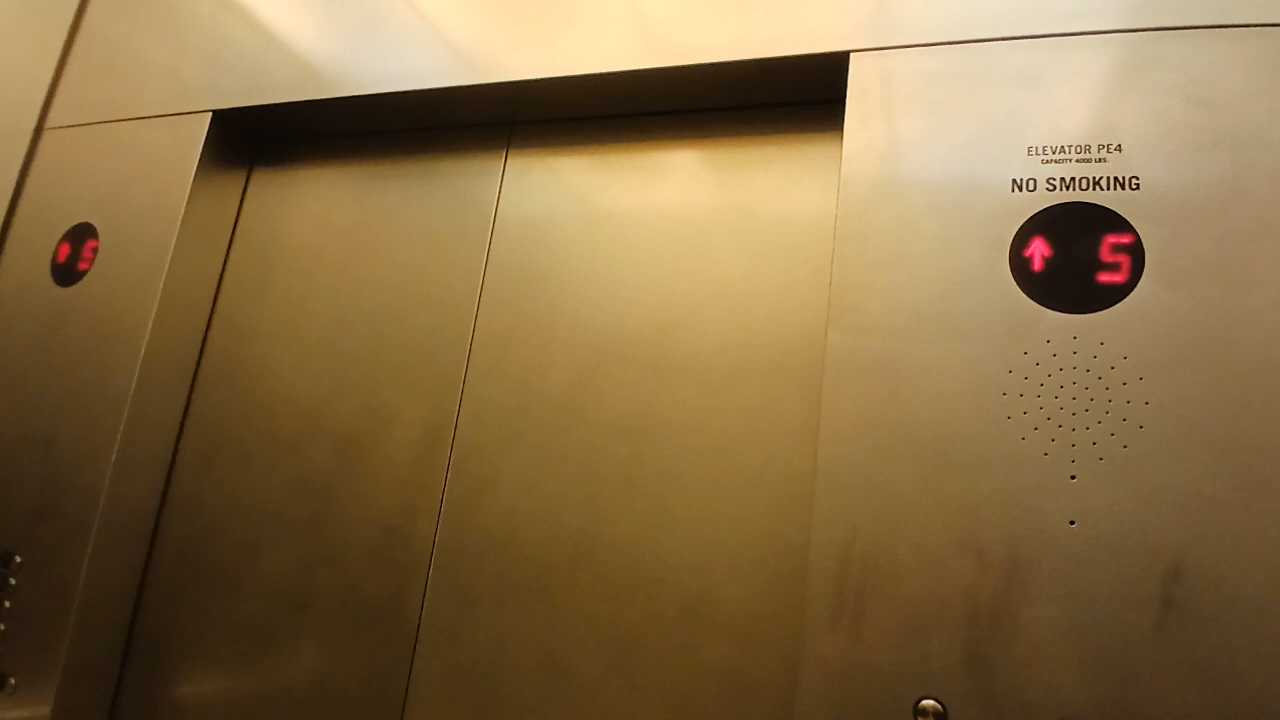 ELEVATOR PE4
CAPACITY 4000 LBS.
NO SMOKING
↑ 5
↑ 5